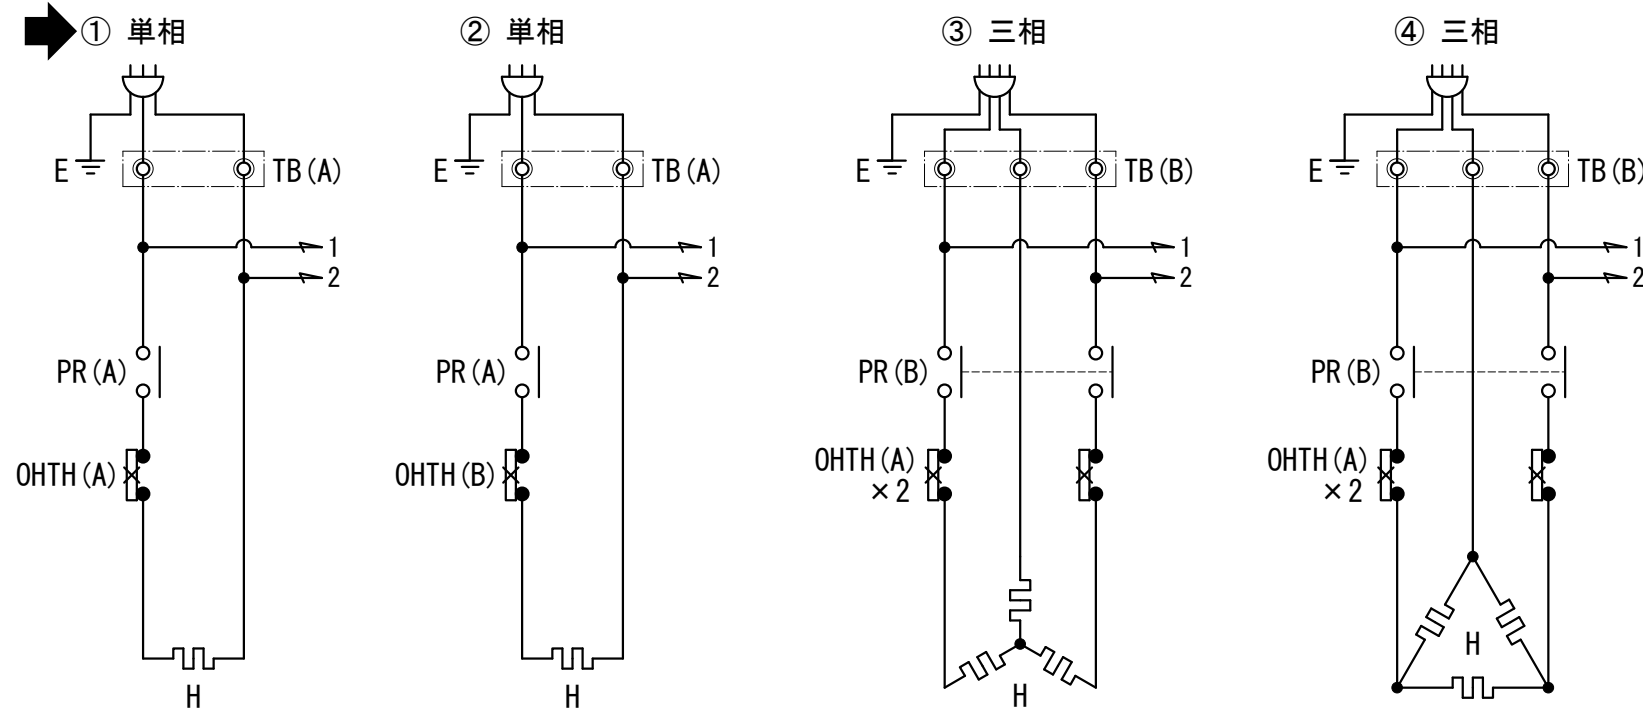 ① 単相
② 単相
③ 三相
④ 三相
E
TB(A)
E
TB(A)
E
TB(B)
E
TB(B)
1
2
1
2
1
2
1
2
PR(A)
PR(A)
PR(B)
PR(B)
OHTH(A)
OHTH(B)
OHTH(A)
×2
OHTH(A)
×2
H
H
H
H